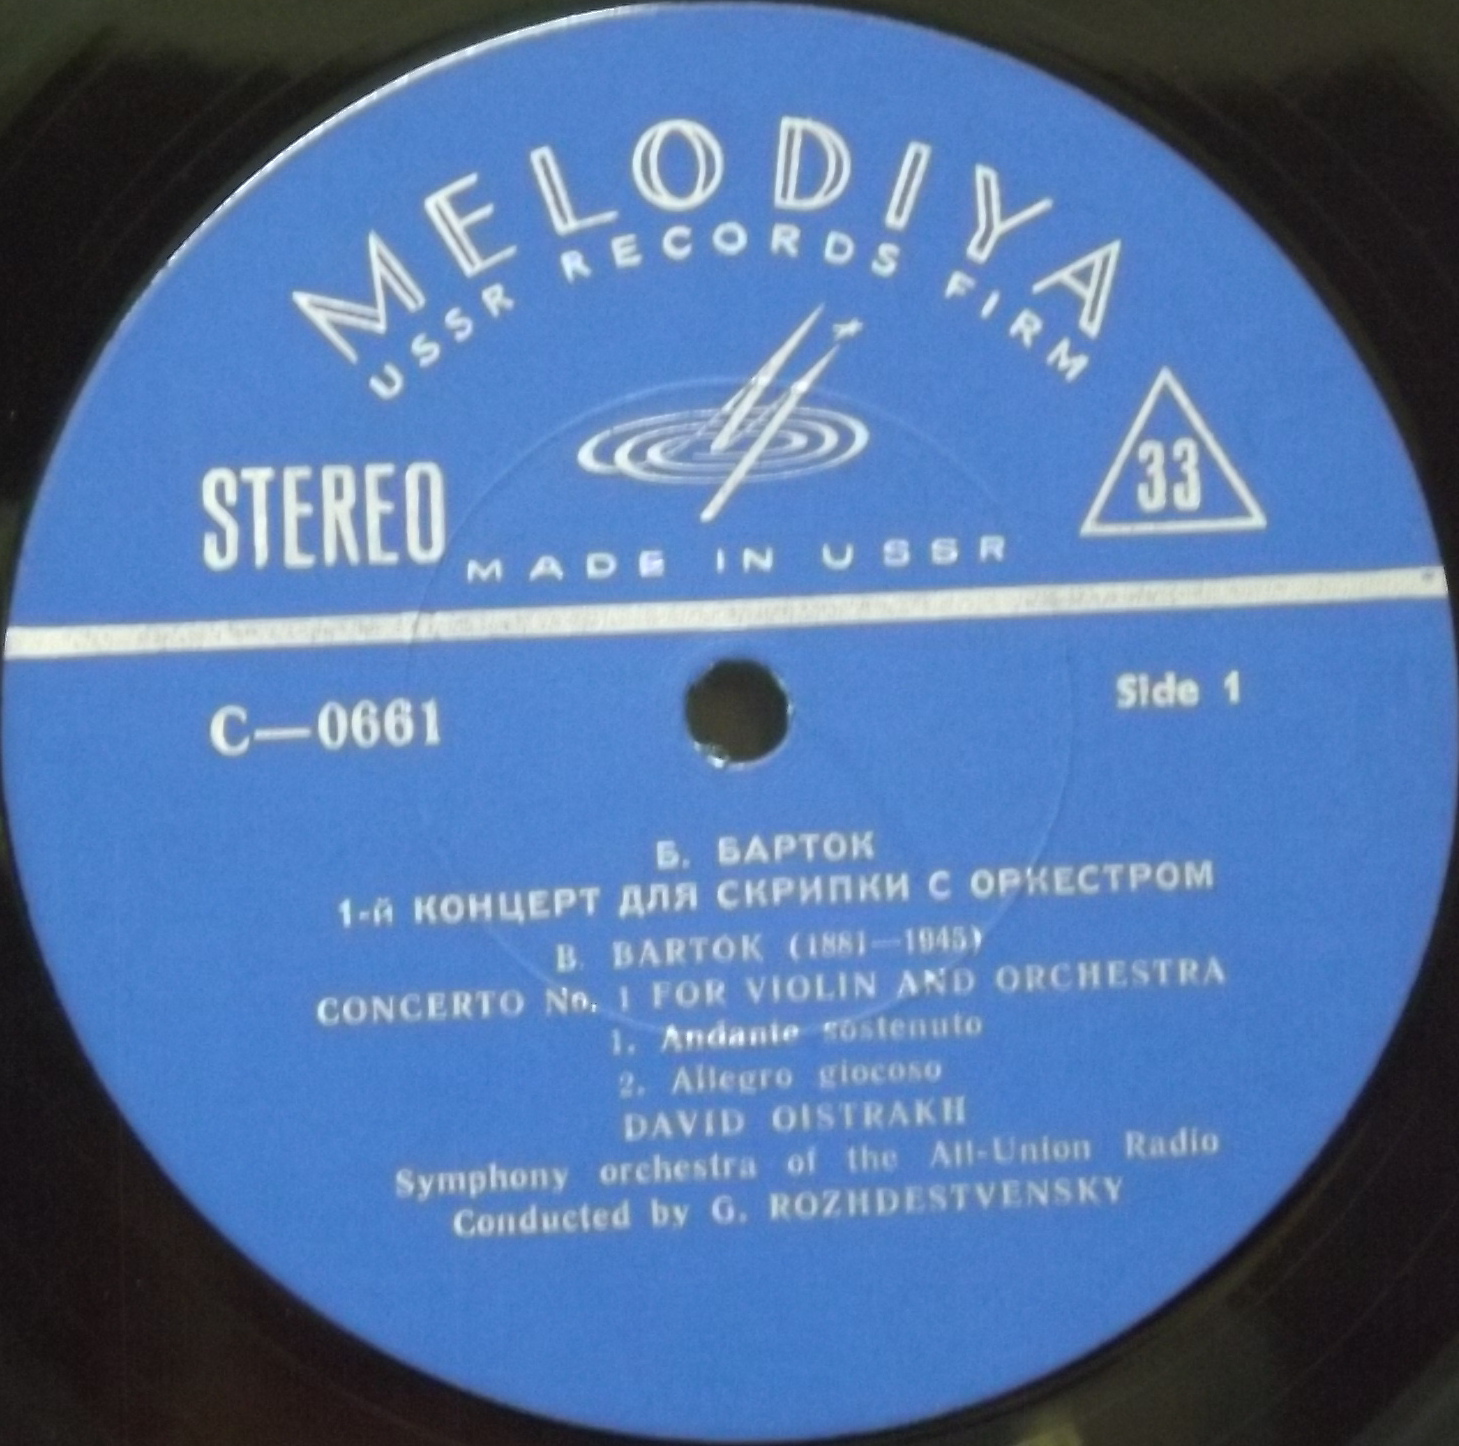 MELODIYA
USSR RECORDS FIRM
STEREO
33
MADE IN USSR
C—0661
Side 1
Б. БАРТОК
1-й КОНЦЕРТ ДЛЯ СКРИПКИ С ОРКЕСТРОМ
B. BARTOK (1881—1945)
CONCERTO No. 1 FOR VIOLIN AND ORCHESTRA
1. Andante sostenuto
2. Allegro giocoso
DAVID OISTRAKH
Symphony orchestra of the All-Union Radio
Conducted by G. ROZHDESTVENSKY